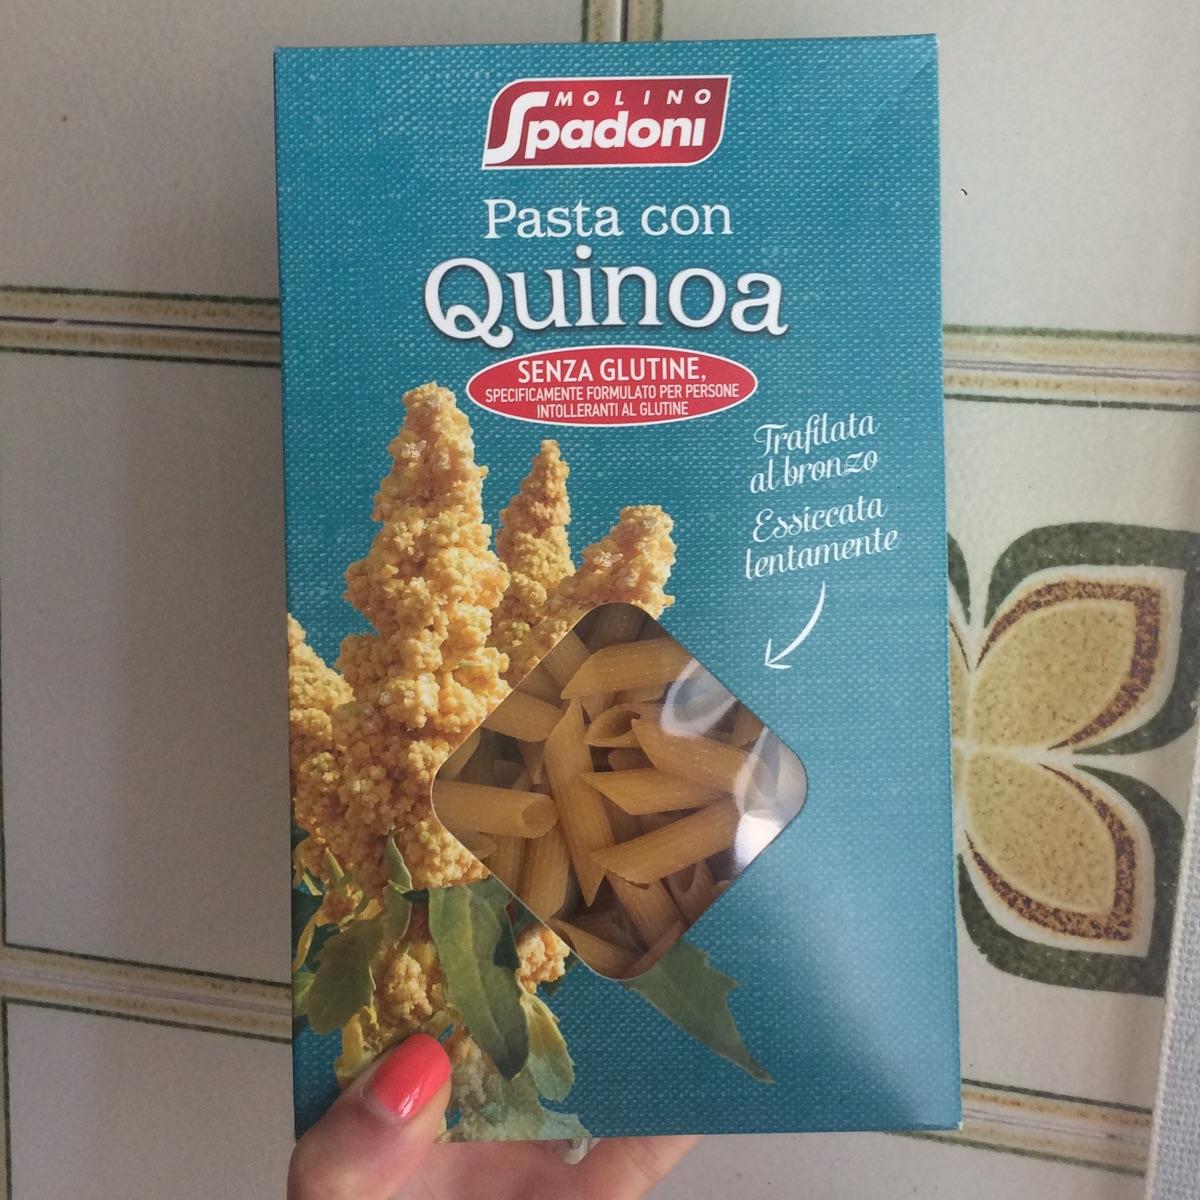 MOLINO
Spadoni
Pasta con
Quinoa
SENZA GLUTINE,
SPECIFICAMENTE FORMULATO PER PERSONE
INTOLLERANTI AL GLUTINE
Trafilata
al bronzo
Essiccata
lentamente